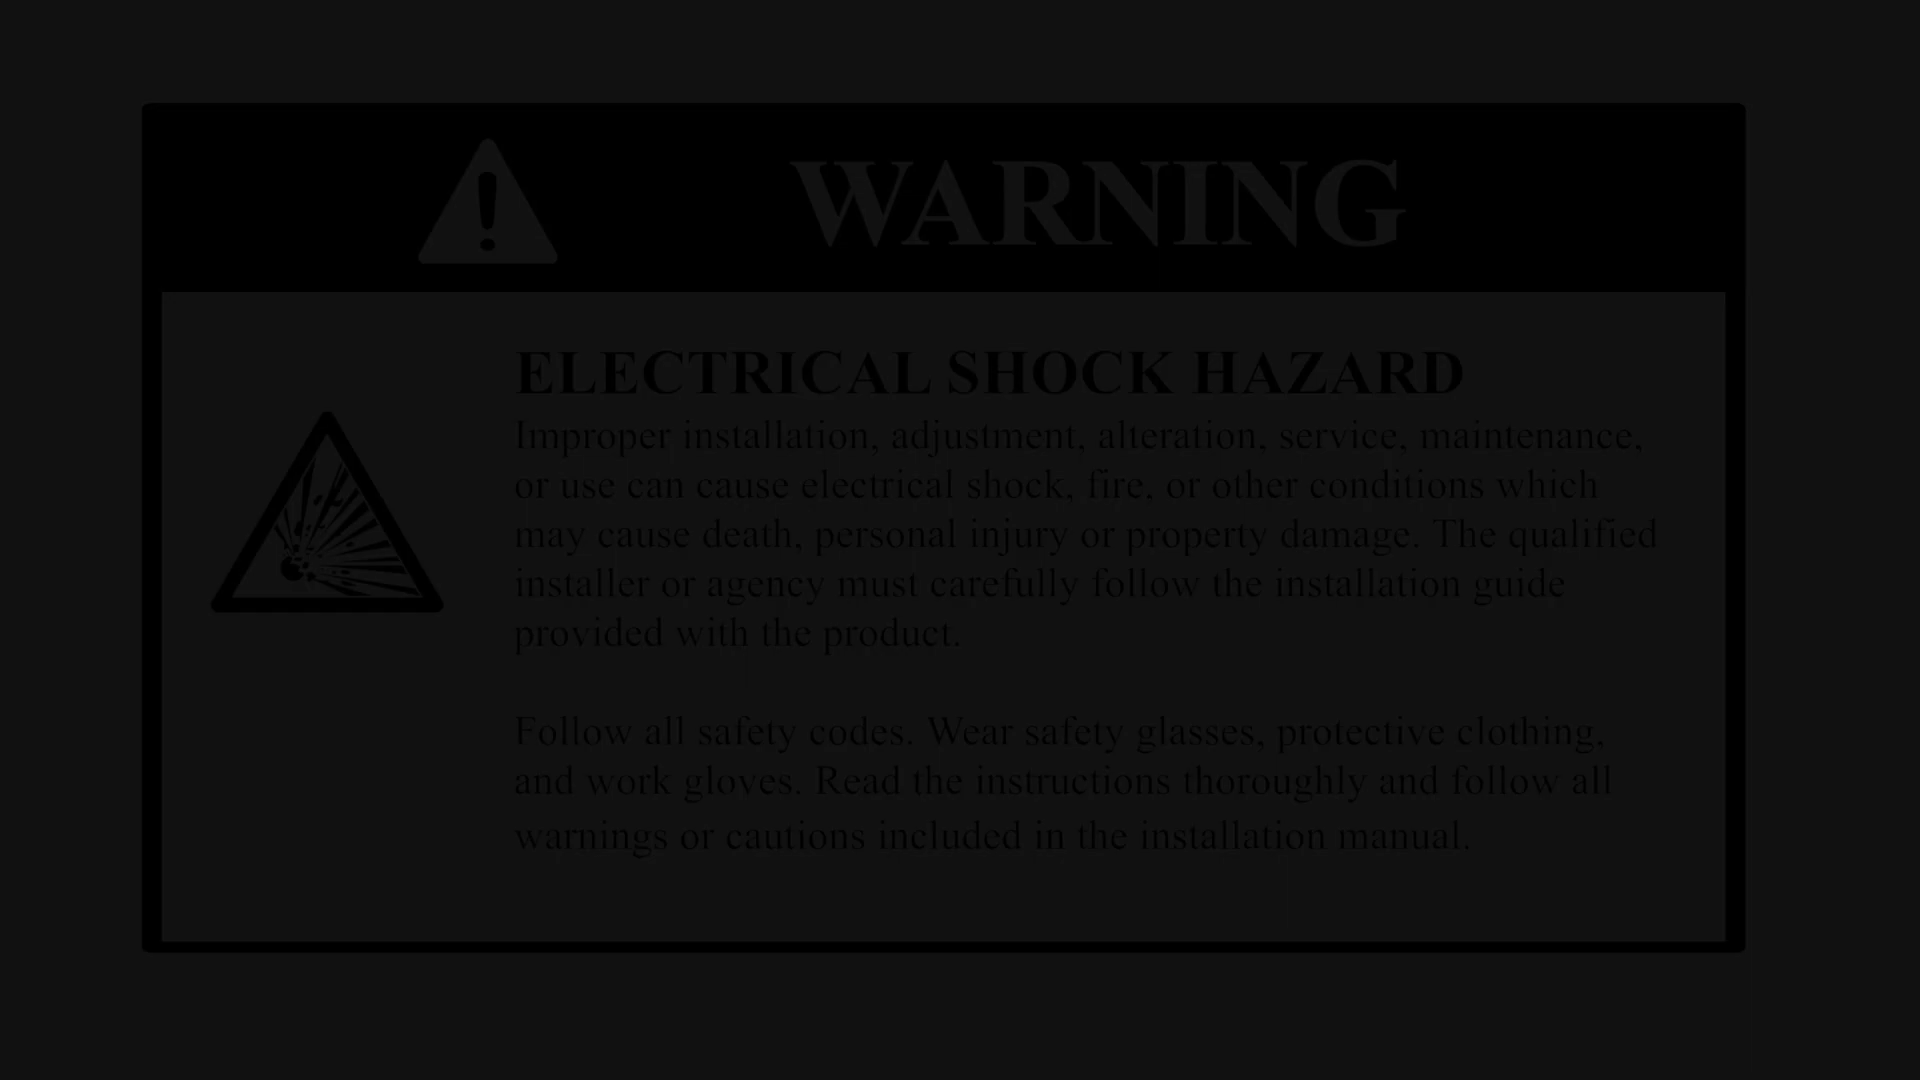 WARNING
ELECTRICAL SHOCK HAZARD
Improper installation, adjustment, alteration, service, maintenance,
or use can cause electrical shock, fire, or other conditions which
may cause death, personal injury or property damage. The qualified
installer or agency must carefully follow the installation guide
provided with the product.
Follow all safety codes. Wear safety glasses, protective clothing,
and work gloves. Read the instructions thoroughly and follow all
warnings or cautions included in the installation manual.